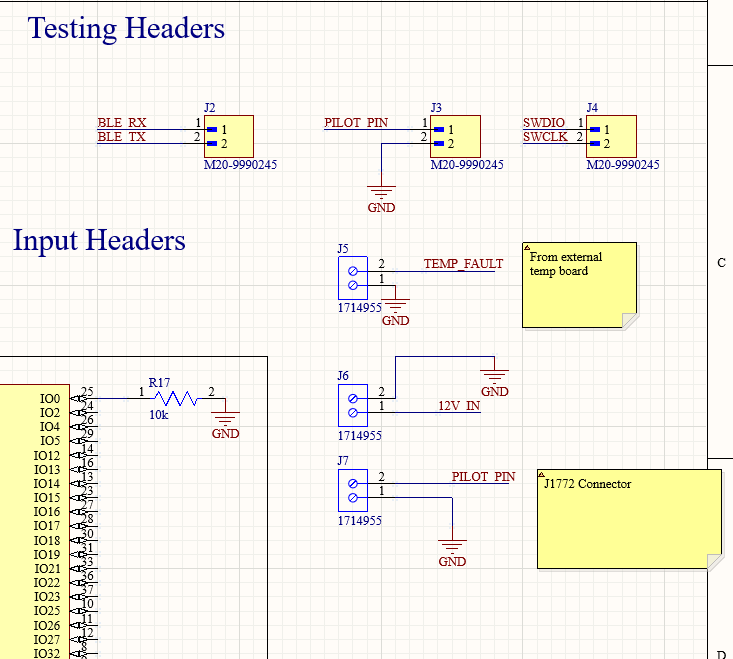 Testing Headers
J2
BLE_RX 1 1
BLE_TX 2 2
M20-9990245
J3
PILOT_PIN 1 1
2 2
M20-9990245
GND
J4
SWDIO 1 1
SWCLK 2 2
M20-9990245
Input Headers
C
J5
2 TEMP_FAULT
1
1714955
GND
From external
temp board
J6
2
1 12V_IN
1714955
GND
J7
2 PILOT_PIN
1
1714955
GND
J1772 Connector
R17
1 2
10k
GND
IO0 25
IO2 24
IO4 26
IO5 29
IO12 14
IO13 16
IO14 13
IO15 23
IO16 27
IO17 28
IO18 30
IO19 31
IO21 33
IO22 36
IO23 37
IO25 10
IO26 11
IO27 12
IO32 8
D